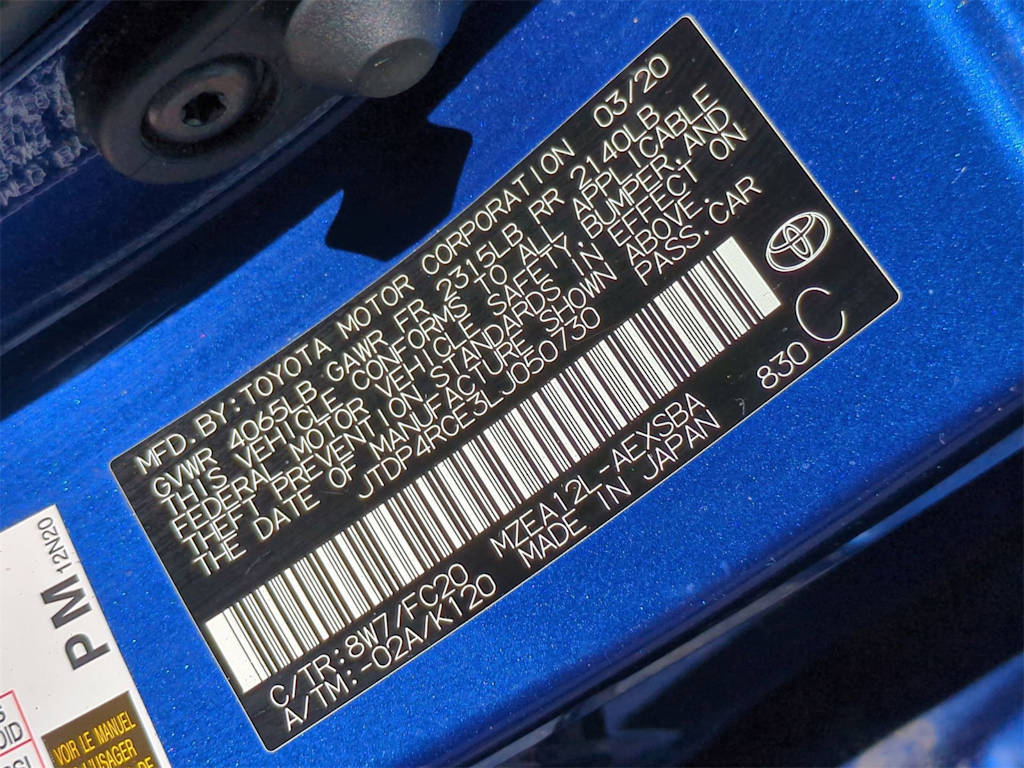 MFD.BY:TOYOTA MOTOR CORPORATION 03/20
GVWR 4065LB GAWR FR 2315LB RR 2140LB
THIS VEHICLE CONFORMS TO ALL APPLICABLE
FEDERAL MOTOR VEHICLE SAFETY,BUMPER,AND
THEFT PREVENTION STANDARDS IN EFFECT ON
THE DATE OF MANUFACTURE SHOWN ABOVE.
JTDP4RCE3LJ050730 PASS.CAR
C/TR:8W7/FC20 MZEA12L-AEXSBA 830 C
A/TM:-02A/K120 MADE IN JAPAN
PM 12N20
VOIR LE MANUEL
L'USAGER